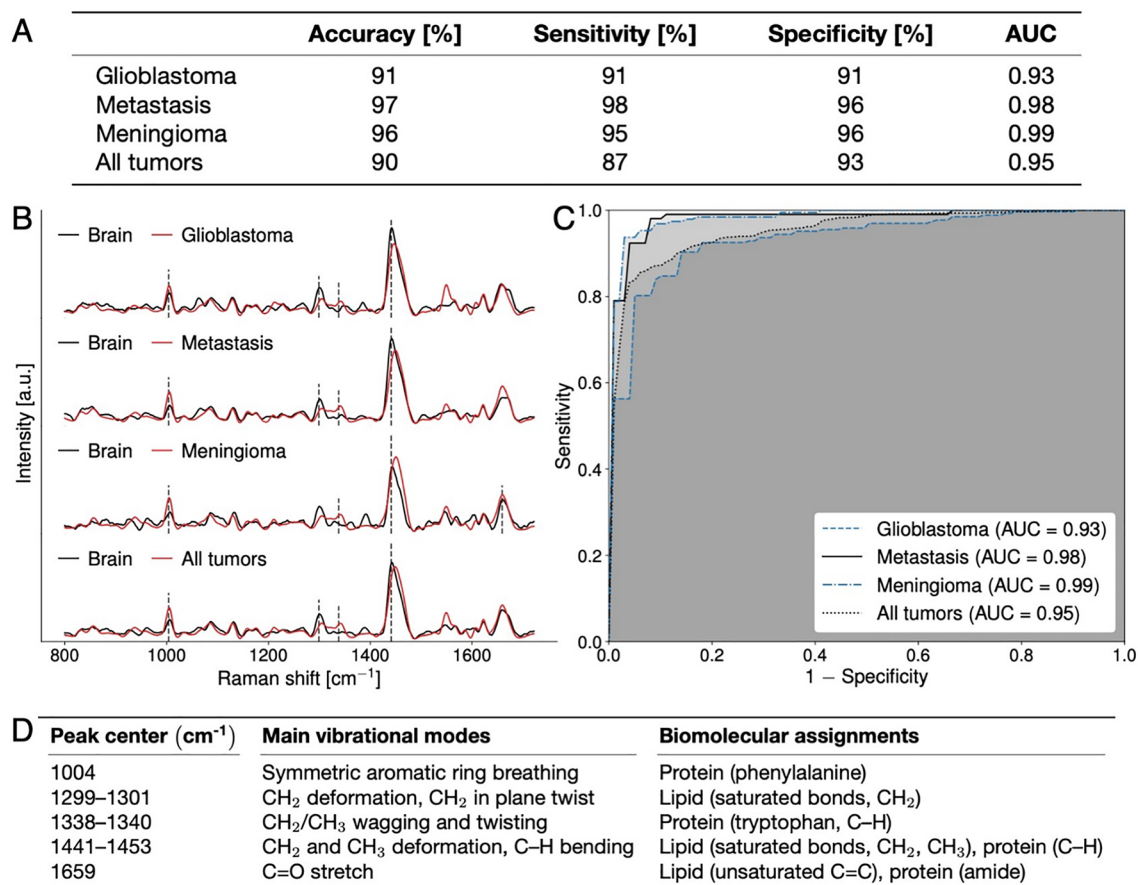 A
Accuracy [%] Sensitivity [%] Specificity [%] AUC
Glioblastoma 91 91 91 0.93
Metastasis 97 98 96 0.98
Meningioma 96 95 96 0.99
All tumors 90 87 93 0.95
B
Intensity [a.u.]
Brain Glioblastoma
Brain Metastasis
Brain Meningioma
Brain All tumors
800 1000 1200 1400 1600
Raman shift [cm⁻¹]
C
Sensitivity
1.0
0.8
0.6
0.4
0.2
0.0
Glioblastoma (AUC = 0.93)
Metastasis (AUC = 0.98)
Meningioma (AUC = 0.99)
All tumors (AUC = 0.95)
0.0 0.2 0.4 0.6 0.8 1.0
1 − Specificity
D
Peak center (cm⁻¹) Main vibrational modes Biomolecular assignments
1004 Symmetric aromatic ring breathing Protein (phenylalanine)
1299–1301 CH₂ deformation, CH₂ in plane twist Lipid (saturated bonds, CH₂)
1338–1340 CH₂/CH₃ wagging and twisting Protein (tryptophan, C–H)
1441–1453 CH₂ and CH₃ deformation, C–H bending Lipid (saturated bonds, CH₂, CH₃), protein (C–H)
1659 C=O stretch Lipid (unsaturated C=C), protein (amide)